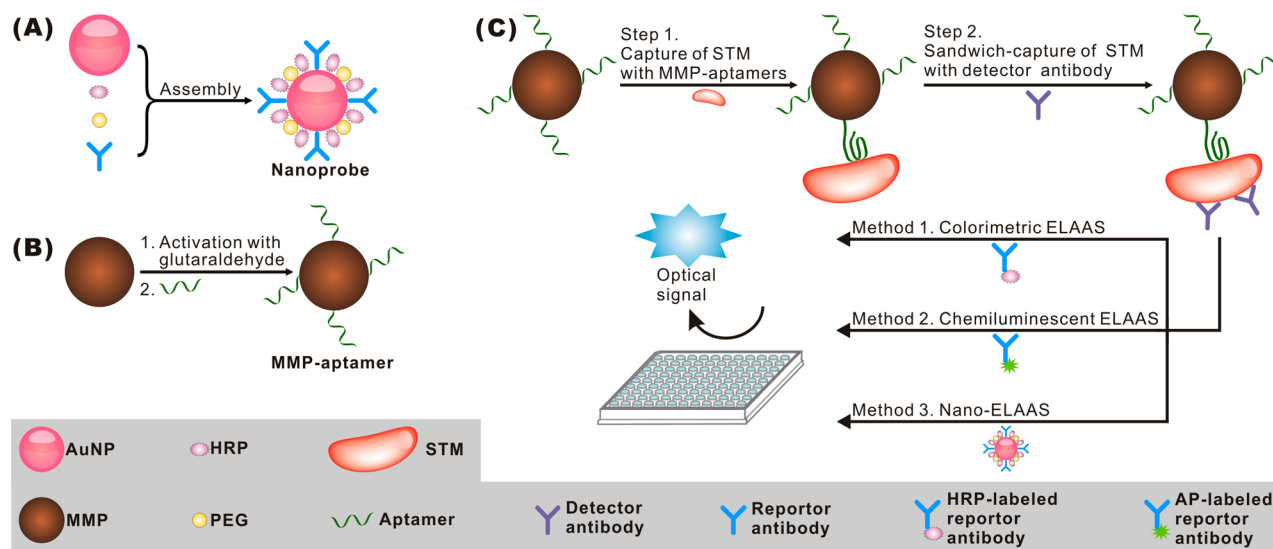 (A)
Assembly
Nanoprobe
(B)
1. Activation with
glutaraldehyde
2.
MMP-aptamer
(C)
Step 1.
Capture of STM
with MMP-aptamers
Step 2.
Sandwich-capture of STM
with detector antibody
Method 1. Colorimetric ELAAS
Optical
signal
Method 2. Chemiluminescent ELAAS
Method 3. Nano-ELAAS
AuNP
HRP
STM
MMP
PEG
Aptamer
Detector
antibody
Reportor
antibody
HRP-labeled
reportor
antibody
AP-labeled
reportor
antibody